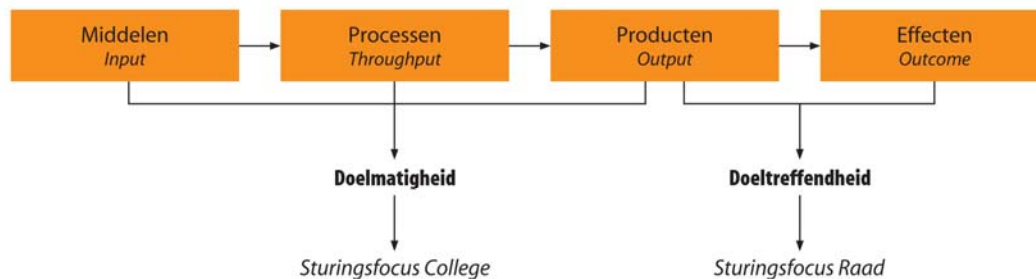 Middelen
Input
Processen
Throughput
Producten
Output
Effecten
Outcome
Doelmatigheid
Doeltreffendheid
Sturingsfocus College
Sturingsfocus Raad